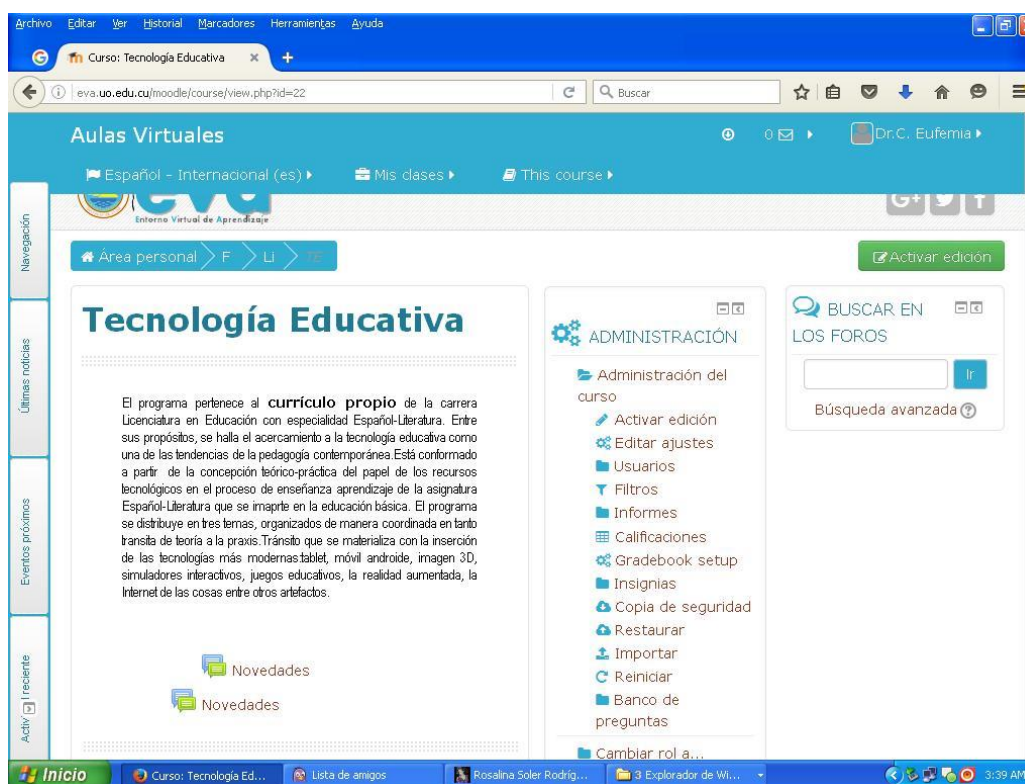 Archivo Editar Ver Historial Marcadores Herramientas Ayuda
Curso: Tecnología Educativa
eva.uo.edu.cu/moodle/course/view.php?id=22
Buscar
Aulas Virtuales
0
Dr.C. Eufemia
Español - Internacional (es)
Mis clases
This course
eva
Entorno Virtual de Aprendizaje
G+
Navegación
Últimas noticias
Eventos próximos
Activ reciente
Área personal
F
Li
TE
Activar edición
Tecnología Educativa
El programa pertenece al currículo propio de la carrera
Licenciatura en Educación con especialidad Español-Literatura. Entre
sus propósitos, se halla el acercamiento a la tecnología educativa como
una de las tendencias de la pedagogía contemporánea.Está conformado
a partir de la concepción teórico-práctica del papel de los recursos
tecnológicos en el proceso de enseñanza aprendizaje de la asignatura
Español-Literatura que se imaprte en la educación básica. El programa
se distribuye en tres temas, organizados de manera coordinada en tanto
transita de teoría a la praxis.Tránsito que se materializa con la inserción
de las tecnologías más modernas:tablet, móvil androide, imagen 3D,
simuladores interactivos, juegos educativos, la realidad aumentada, la
Internet de las cosas entre otros artefactos.
Novedades
Novedades
ADMINISTRACIÓN
Administración del
curso
Activar edición
Editar ajustes
Usuarios
Filtros
Informes
Calificaciones
Gradebook setup
Insignias
Copia de seguridad
Restaurar
Importar
Reiniciar
Banco de
preguntas
Cambiar rol a...
BUSCAR EN
LOS FOROS
Ir
Búsqueda avanzada
Inicio
Curso: Tecnología Ed...
Lista de amigos
Rosalina Soler Rodríg...
3 Explorador de Wi...
3:39 AM